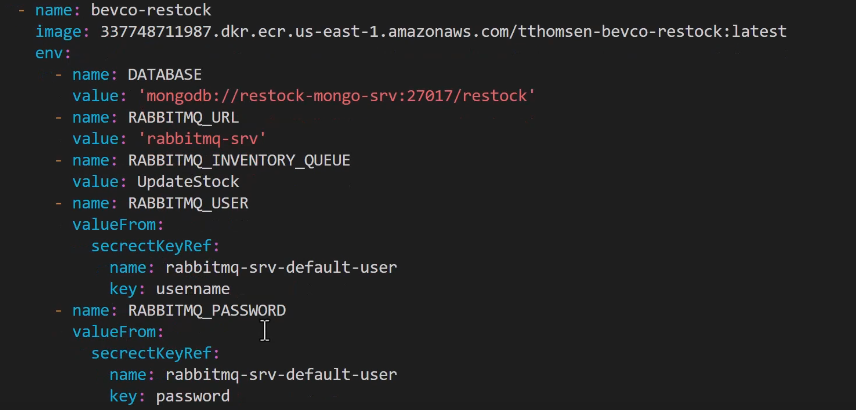 - name: bevco-restock
image: 337748711987.dkr.ecr.us-east-1.amazonaws.com/tthomsen-bevco-restock:latest
env:
- name: DATABASE
value: 'mongodb://restock-mongo-srv:27017/restock'
- name: RABBITMQ_URL
value: 'rabbitmq-srv'
- name: RABBITMQ_INVENTORY_QUEUE
value: UpdateStock
- name: RABBITMQ_USER
valueFrom:
secrectKeyRef:
name: rabbitmq-srv-default-user
key: username
- name: RABBITMQ_PASSWORD
valueFrom:
secrectKeyRef:
name: rabbitmq-srv-default-user
key: password